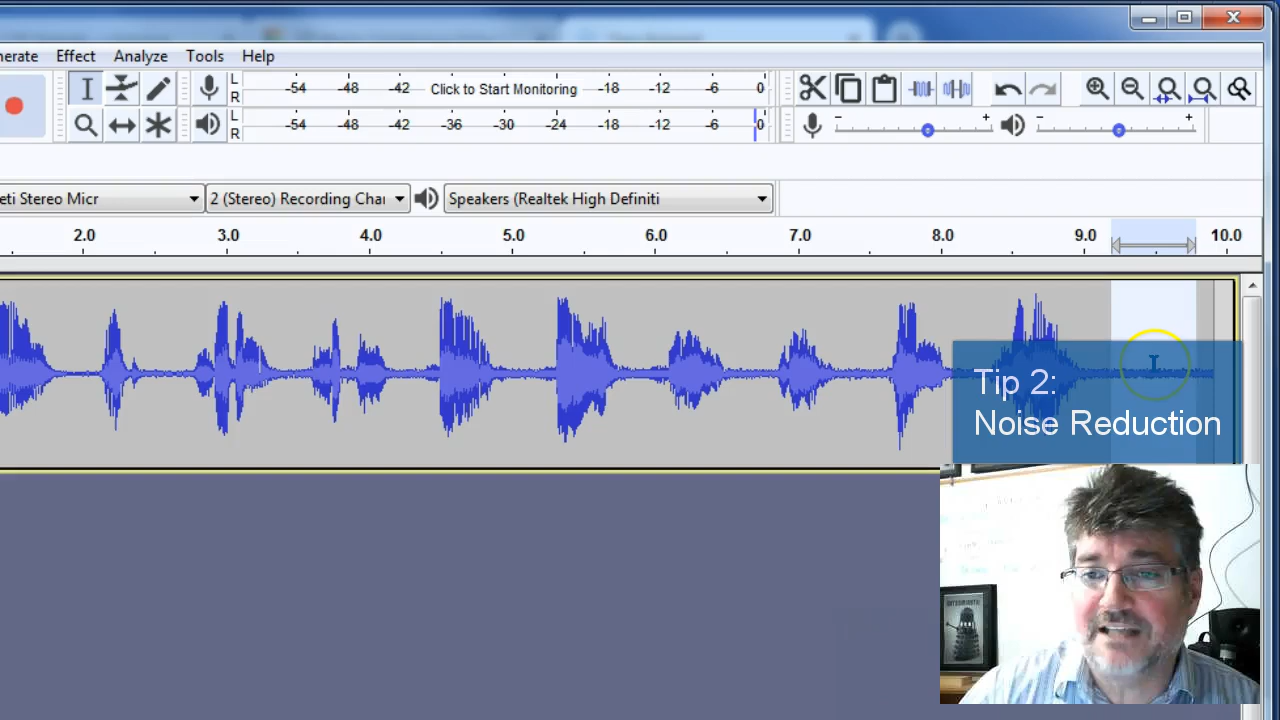 nerate Effect Analyze Tools Help
L -54 -48 -42 Click to Start Monitoring -18 -12 -6 0
R
L -54 -48 -42 -36 -30 -24 -18 -12 -6 0
R
- + - +
eti Stereo Micr 2 (Stereo) Recording Char Speakers (Realtek High Definiti
2.0 3.0 4.0 5.0 6.0 7.0 8.0 9.0 10.0
Tip 2:
Noise Reduction